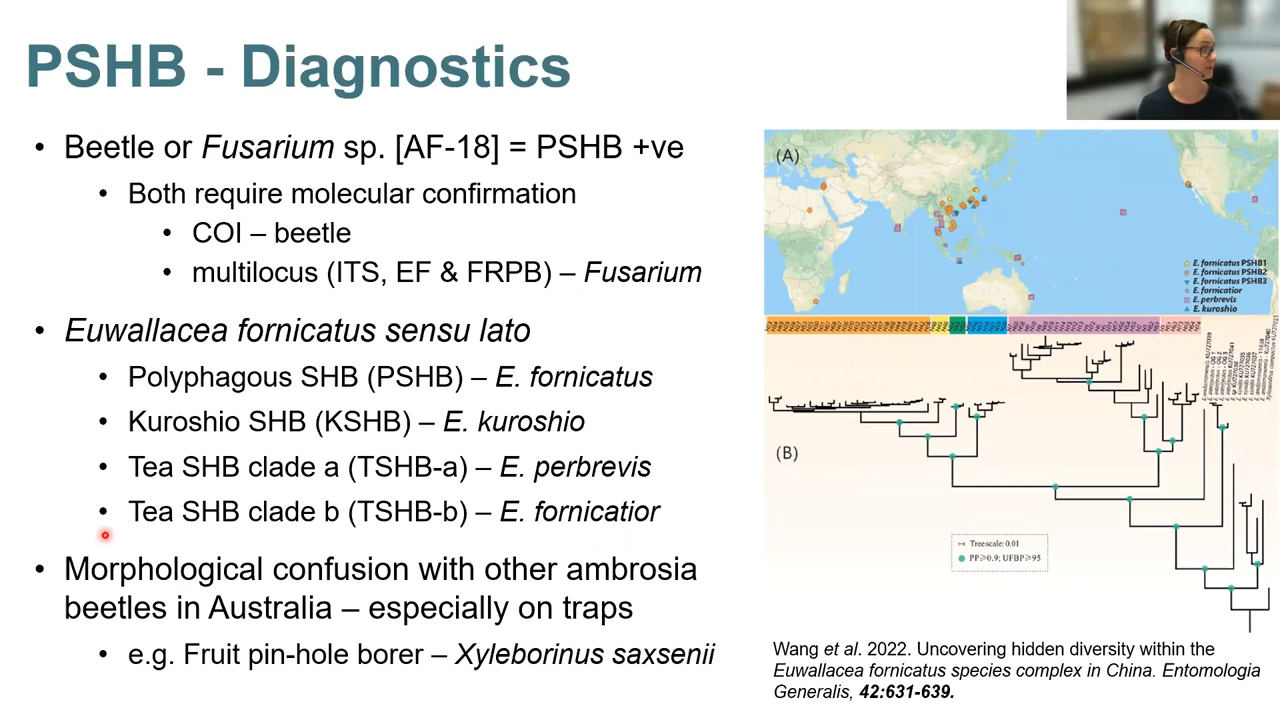 PSHB - Diagnostics
• Beetle or Fusarium sp. [AF-18] = PSHB +ve
• Both require molecular confirmation
• COI – beetle
• multilocus (ITS, EF & FRPB) – Fusarium
• Euwallacea fornicatus sensu lato
• Polyphagous SHB (PSHB) – E. fornicatus
• Kuroshio SHB (KSHB) – E. kuroshio
• Tea SHB clade a (TSHB-a) – E. perbrevis
• Tea SHB clade b (TSHB-b) – E. fornicatior
• Morphological confusion with other ambrosia
beetles in Australia – especially on traps
• e.g. Fruit pin-hole borer – Xyleborinus saxsenii
(A)
E. fornicatus PSHB1
E. fornicatus PSHB2
E. fornicatus PSHB3
E. fornicatior
E. perbrevis
E. kuroshio
(B)
Tree scale: 0.01
PP≥0.9; UFBP≥95
Wang et al. 2022. Uncovering hidden diversity within the
Euwallacea fornicatus species complex in China. Entomologia
Generalis, 42:631-639.